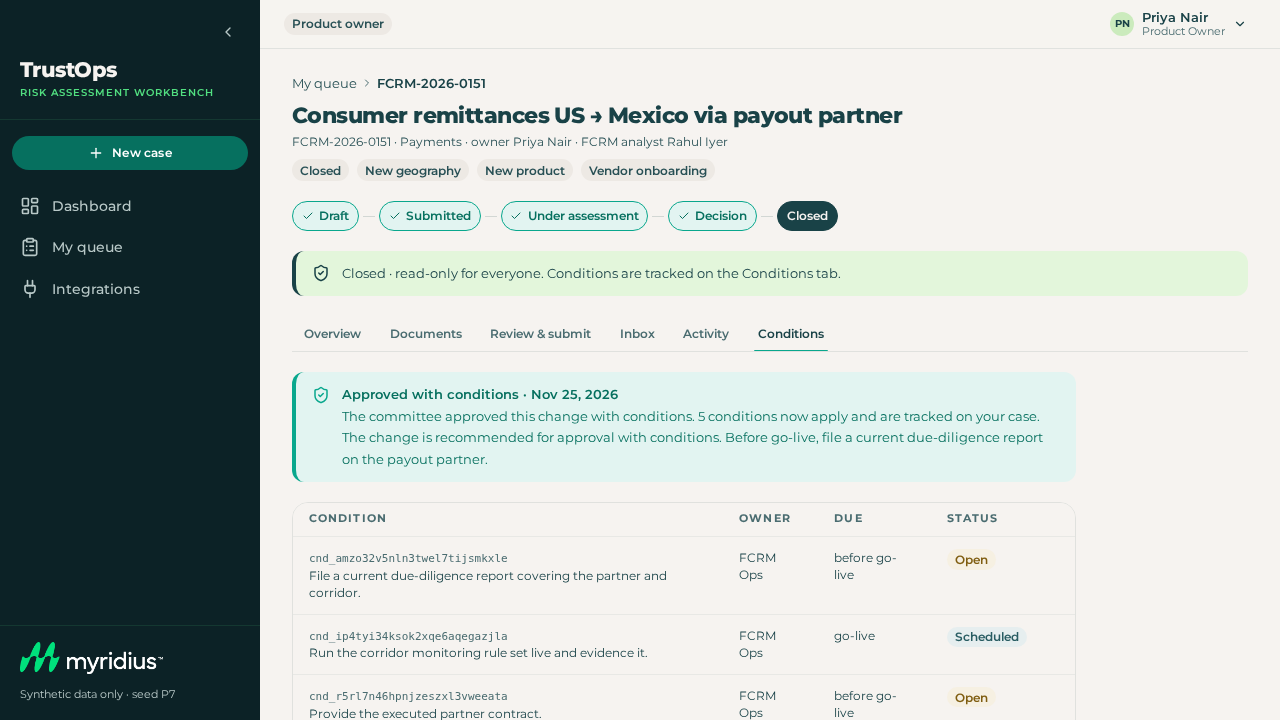 Product owner
PN
Priya Nair
Product Owner
TrustOps
RISK ASSESSMENT WORKBENCH
New case
Dashboard
My queue
Integrations
myridius™
Synthetic data only · seed P7
My queue > FCRM-2026-0151
Consumer remittances US → Mexico via payout partner
FCRM-2026-0151 · Payments · owner Priya Nair · FCRM analyst Rahul Iyer
Closed New geography New product Vendor onboarding
Draft — Submitted — Under assessment — Decision — Closed
Closed · read-only for everyone. Conditions are tracked on the Conditions tab.
Overview Documents Review & submit Inbox Activity Conditions
Approved with conditions · Nov 25, 2026
The committee approved this change with conditions. 5 conditions now apply and are tracked on your case.
The change is recommended for approval with conditions. Before go-live, file a current due-diligence report
on the payout partner.
CONDITION OWNER DUE STATUS
cnd_amzo32v5nln3twel7tijsmkxle
File a current due-diligence report covering the partner and
corridor.
FCRM
Ops
before go-
live
Open
cnd_ip4tyi34ksok2xqe6aqegazjla
Run the corridor monitoring rule set live and evidence it.
FCRM
Ops
go-live
Scheduled
cnd_r5rl7n46hpnjzeszxl3vweeata
Provide the executed partner contract.
FCRM
Ops
before go-
live
Open